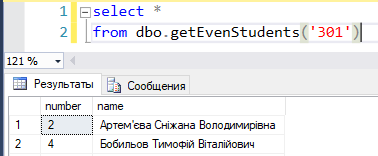 1 select *
2 from dbo.getEvenStudents('301')
121 %
Результаты Сообщения
number name
1 2 Артем'єва Сніжана Володимирівна
2 4 Бобильов Тимофій Віталійович